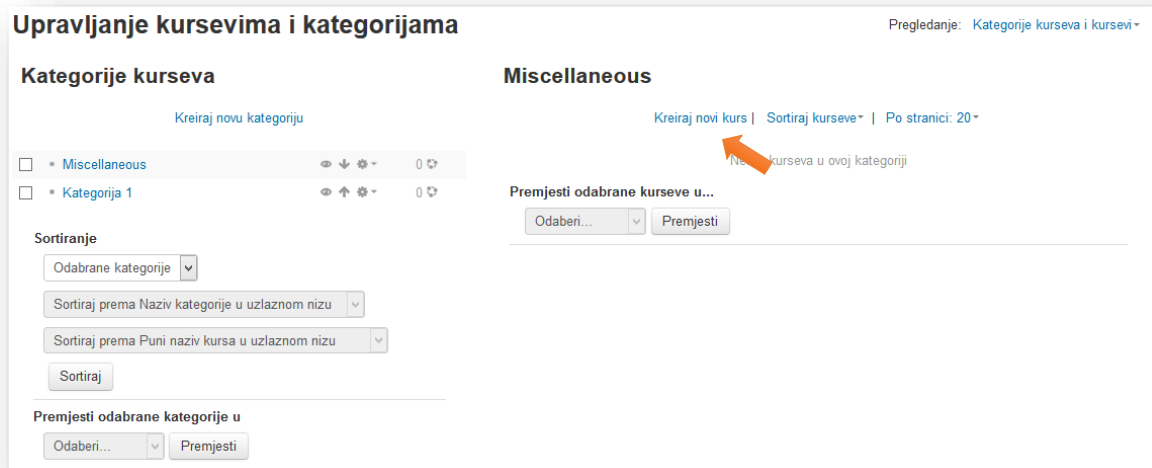 Upravljanje kursevima i kategorijama
Pregledanje: Kategorije kurseva i kursevi
Kategorije kurseva
Kreiraj novu kategoriju
Miscellaneous 0
Kategorija 1 0
Sortiranje
Odabrane kategorije
Sortiraj prema Naziv kategorije u uzlaznom nizu
Sortiraj prema Puni naziv kursa u uzlaznom nizu
Sortiraj
Premjesti odabrane kategorije u
Odaberi... Premjesti
Miscellaneous
Kreiraj novi kurs | Sortiraj kurseve | Po stranici: 20
kurseva u ovoj kategoriji
Premjesti odabrane kurseve u...
Odaberi... Premjesti